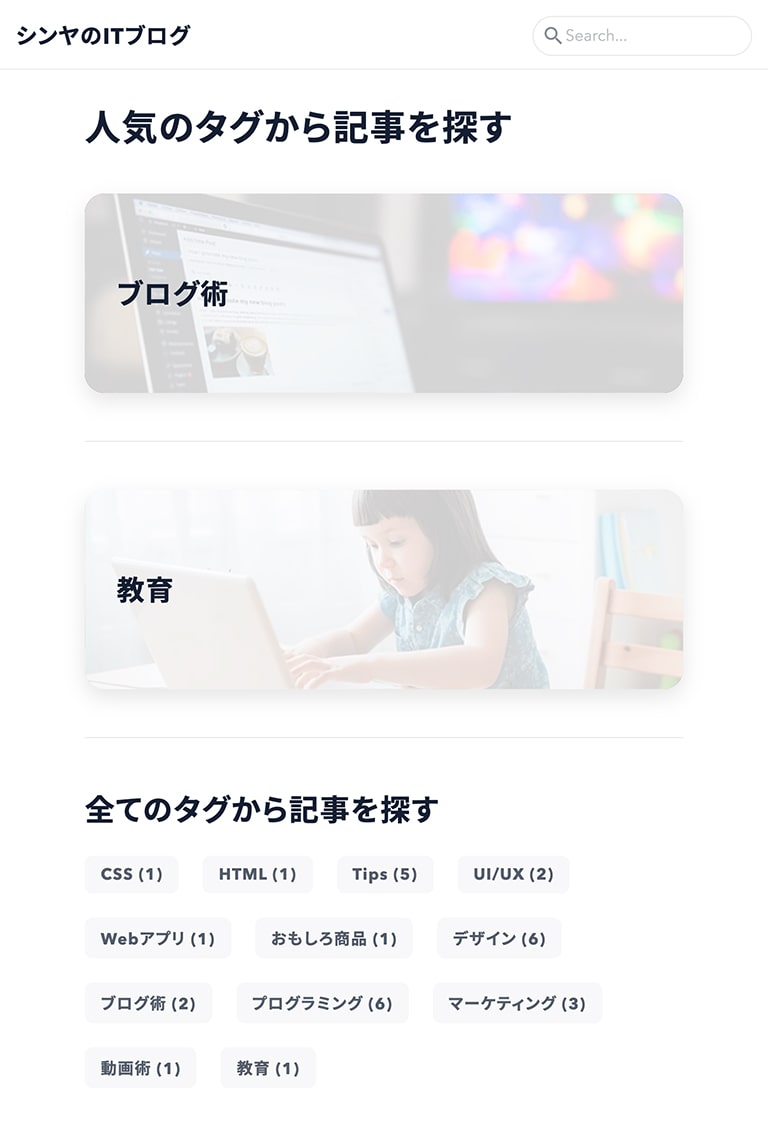 シンヤのITブログ
Search...
人気のタグから記事を探す
ブログ術
教育
全てのタグから記事を探す
CSS (1) HTML (1) Tips (5) UI/UX (2)
Webアプリ (1) おもしろ商品 (1) デザイン (6)
ブログ術 (2) プログラミング (6) マーケティング (3)
動画術 (1) 教育 (1)